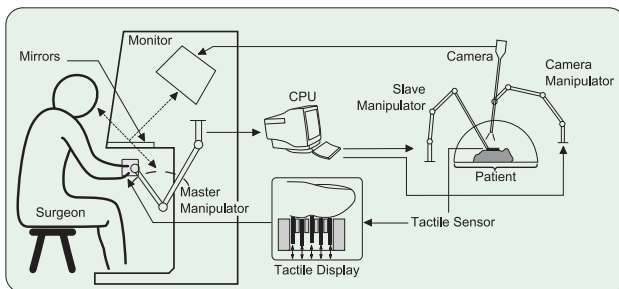 Monitor
Mirrors
Camera
CPU
Slave
Manipulator
Camera
Manipulator
Master
Manipulator
Surgeon
Patient
Tactile Sensor
Tactile Display